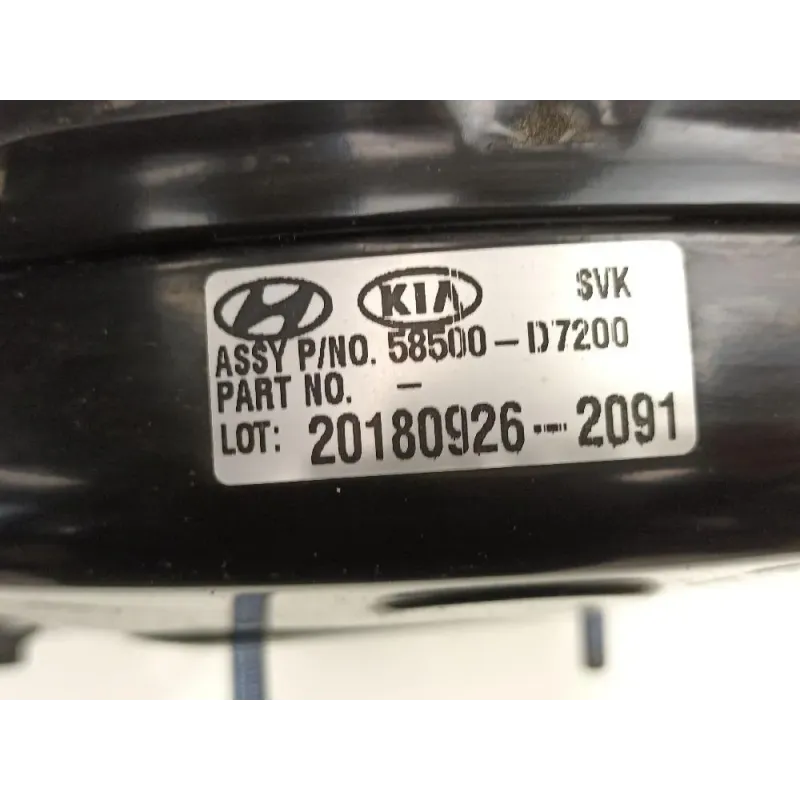 KIA SVK
ASSY P/NO. 58500-D7200
PART NO. -
LOT: 20180926-2091